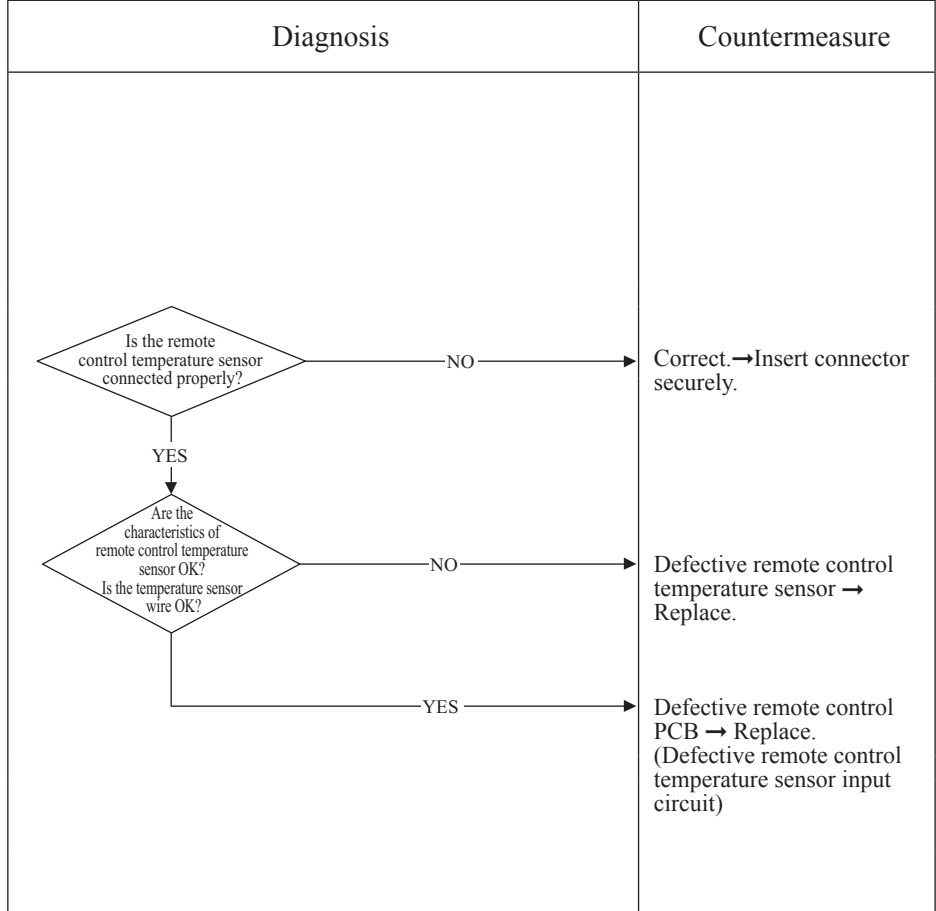 Diagnosis
Countermeasure
Is the remote
control temperature sensor
connected properly?
NO
Correct.➞Insert connector
securely.
YES
Are the
characteristics of
remote control temperature
sensor OK?
Is the temperature sensor
wire OK?
NO
Defective remote control
temperature sensor ➞
Replace.
YES
Defective remote control
PCB ➞ Replace.
(Defective remote control
temperature sensor input
circuit)